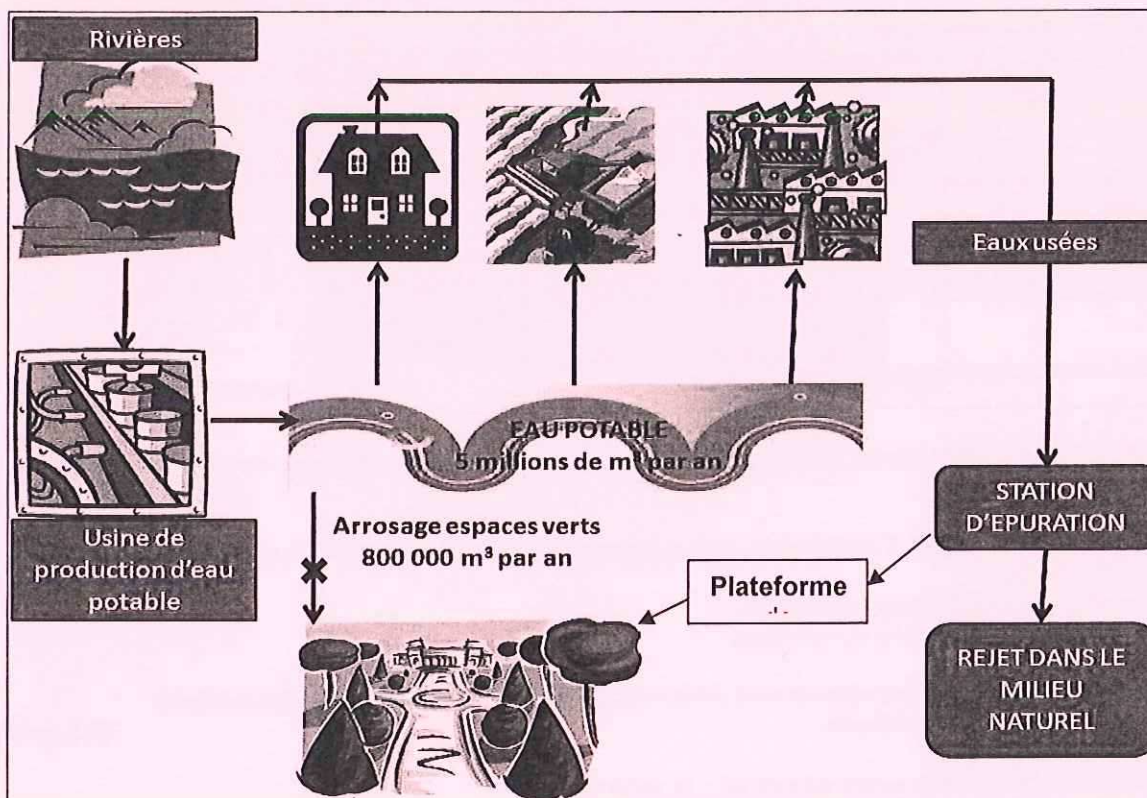 Rivières
Eaux usées
EAU POTABLE
5 millions de m³ par an
Usine de
production d'eau
potable
Arrosage espaces verts
800 000 m³ par an
STATION
D'EPURATION
Plateforme
REJET DANS LE
MILIEU
NATUREL